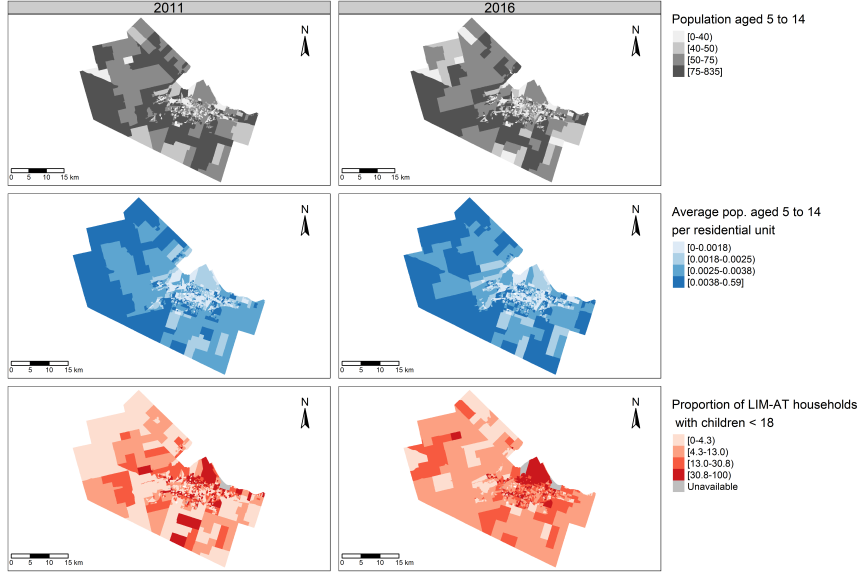 2011
2016
N
0 5 10 15 km
N
0 5 10 15 km
Population aged 5 to 14
[0-40)
[40-50)
[50-75)
[75-835]
N
0 5 10 15 km
N
0 5 10 15 km
Average pop. aged 5 to 14
per residential unit
[0-0.0018)
[0.0018-0.0025)
[0.0025-0.0038)
[0.0038-0.59]
N
0 5 10 15 km
N
0 5 10 15 km
Proportion of LIM-AT households
with children < 18
[0-4.3)
[4.3-13.0)
[13.0-30.8)
[30.8-100)
Unavailable